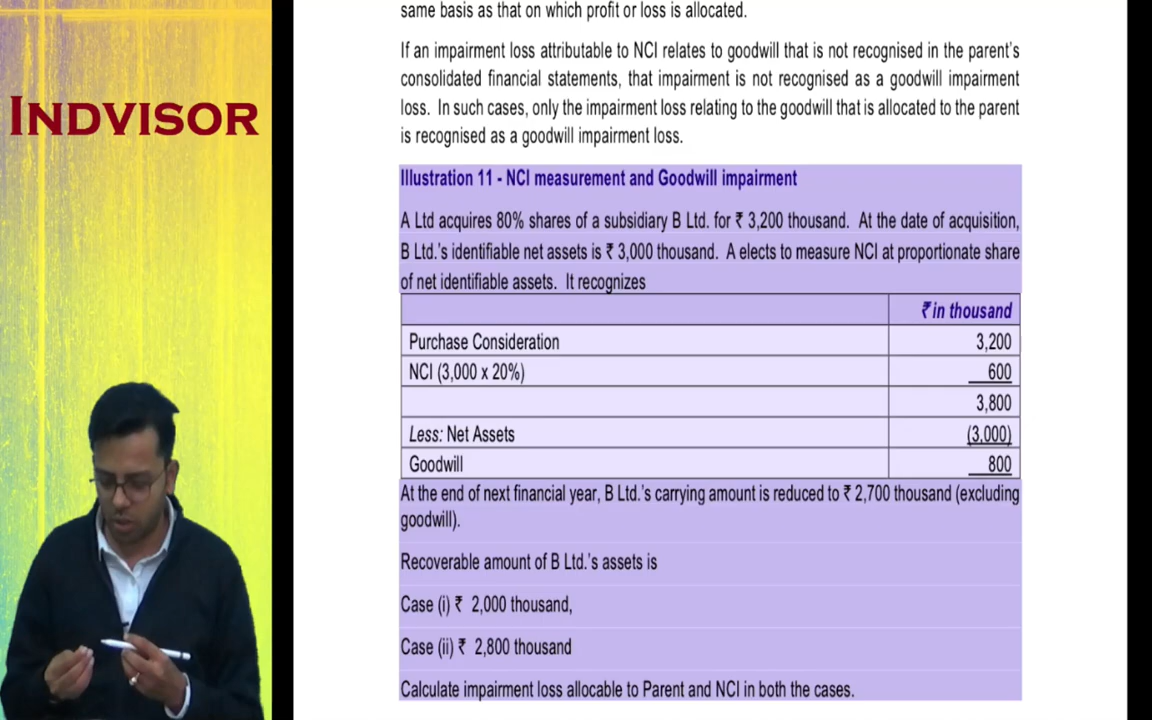 same basis as that on which profit or loss is allocated.
If an impairment loss attributable to NCI relates to goodwill that is not recognised in the parent's
consolidated financial statements, that impairment is not recognised as a goodwill impairment
loss. In such cases, only the impairment loss relating to the goodwill that is allocated to the parent
is recognised as a goodwill impairment loss.
INDVISOR
Illustration 11 - NCI measurement and Goodwill impairment
A Ltd acquires 80% shares of a subsidiary B Ltd. for ₹ 3,200 thousand. At the date of acquisition,
B Ltd.'s identifiable net assets is ₹ 3,000 thousand. A elects to measure NCI at proportionate share
of net identifiable assets. It recognizes
₹ in thousand
Purchase Consideration 3,200
NCI (3,000 x 20%) 600
3,800
Less: Net Assets (3,000)
Goodwill 800
At the end of next financial year, B Ltd.'s carrying amount is reduced to ₹ 2,700 thousand (excluding
goodwill).
Recoverable amount of B Ltd.'s assets is
Case (i) ₹ 2,000 thousand,
Case (ii) ₹ 2,800 thousand
Calculate impairment loss allocable to Parent and NCI in both the cases.